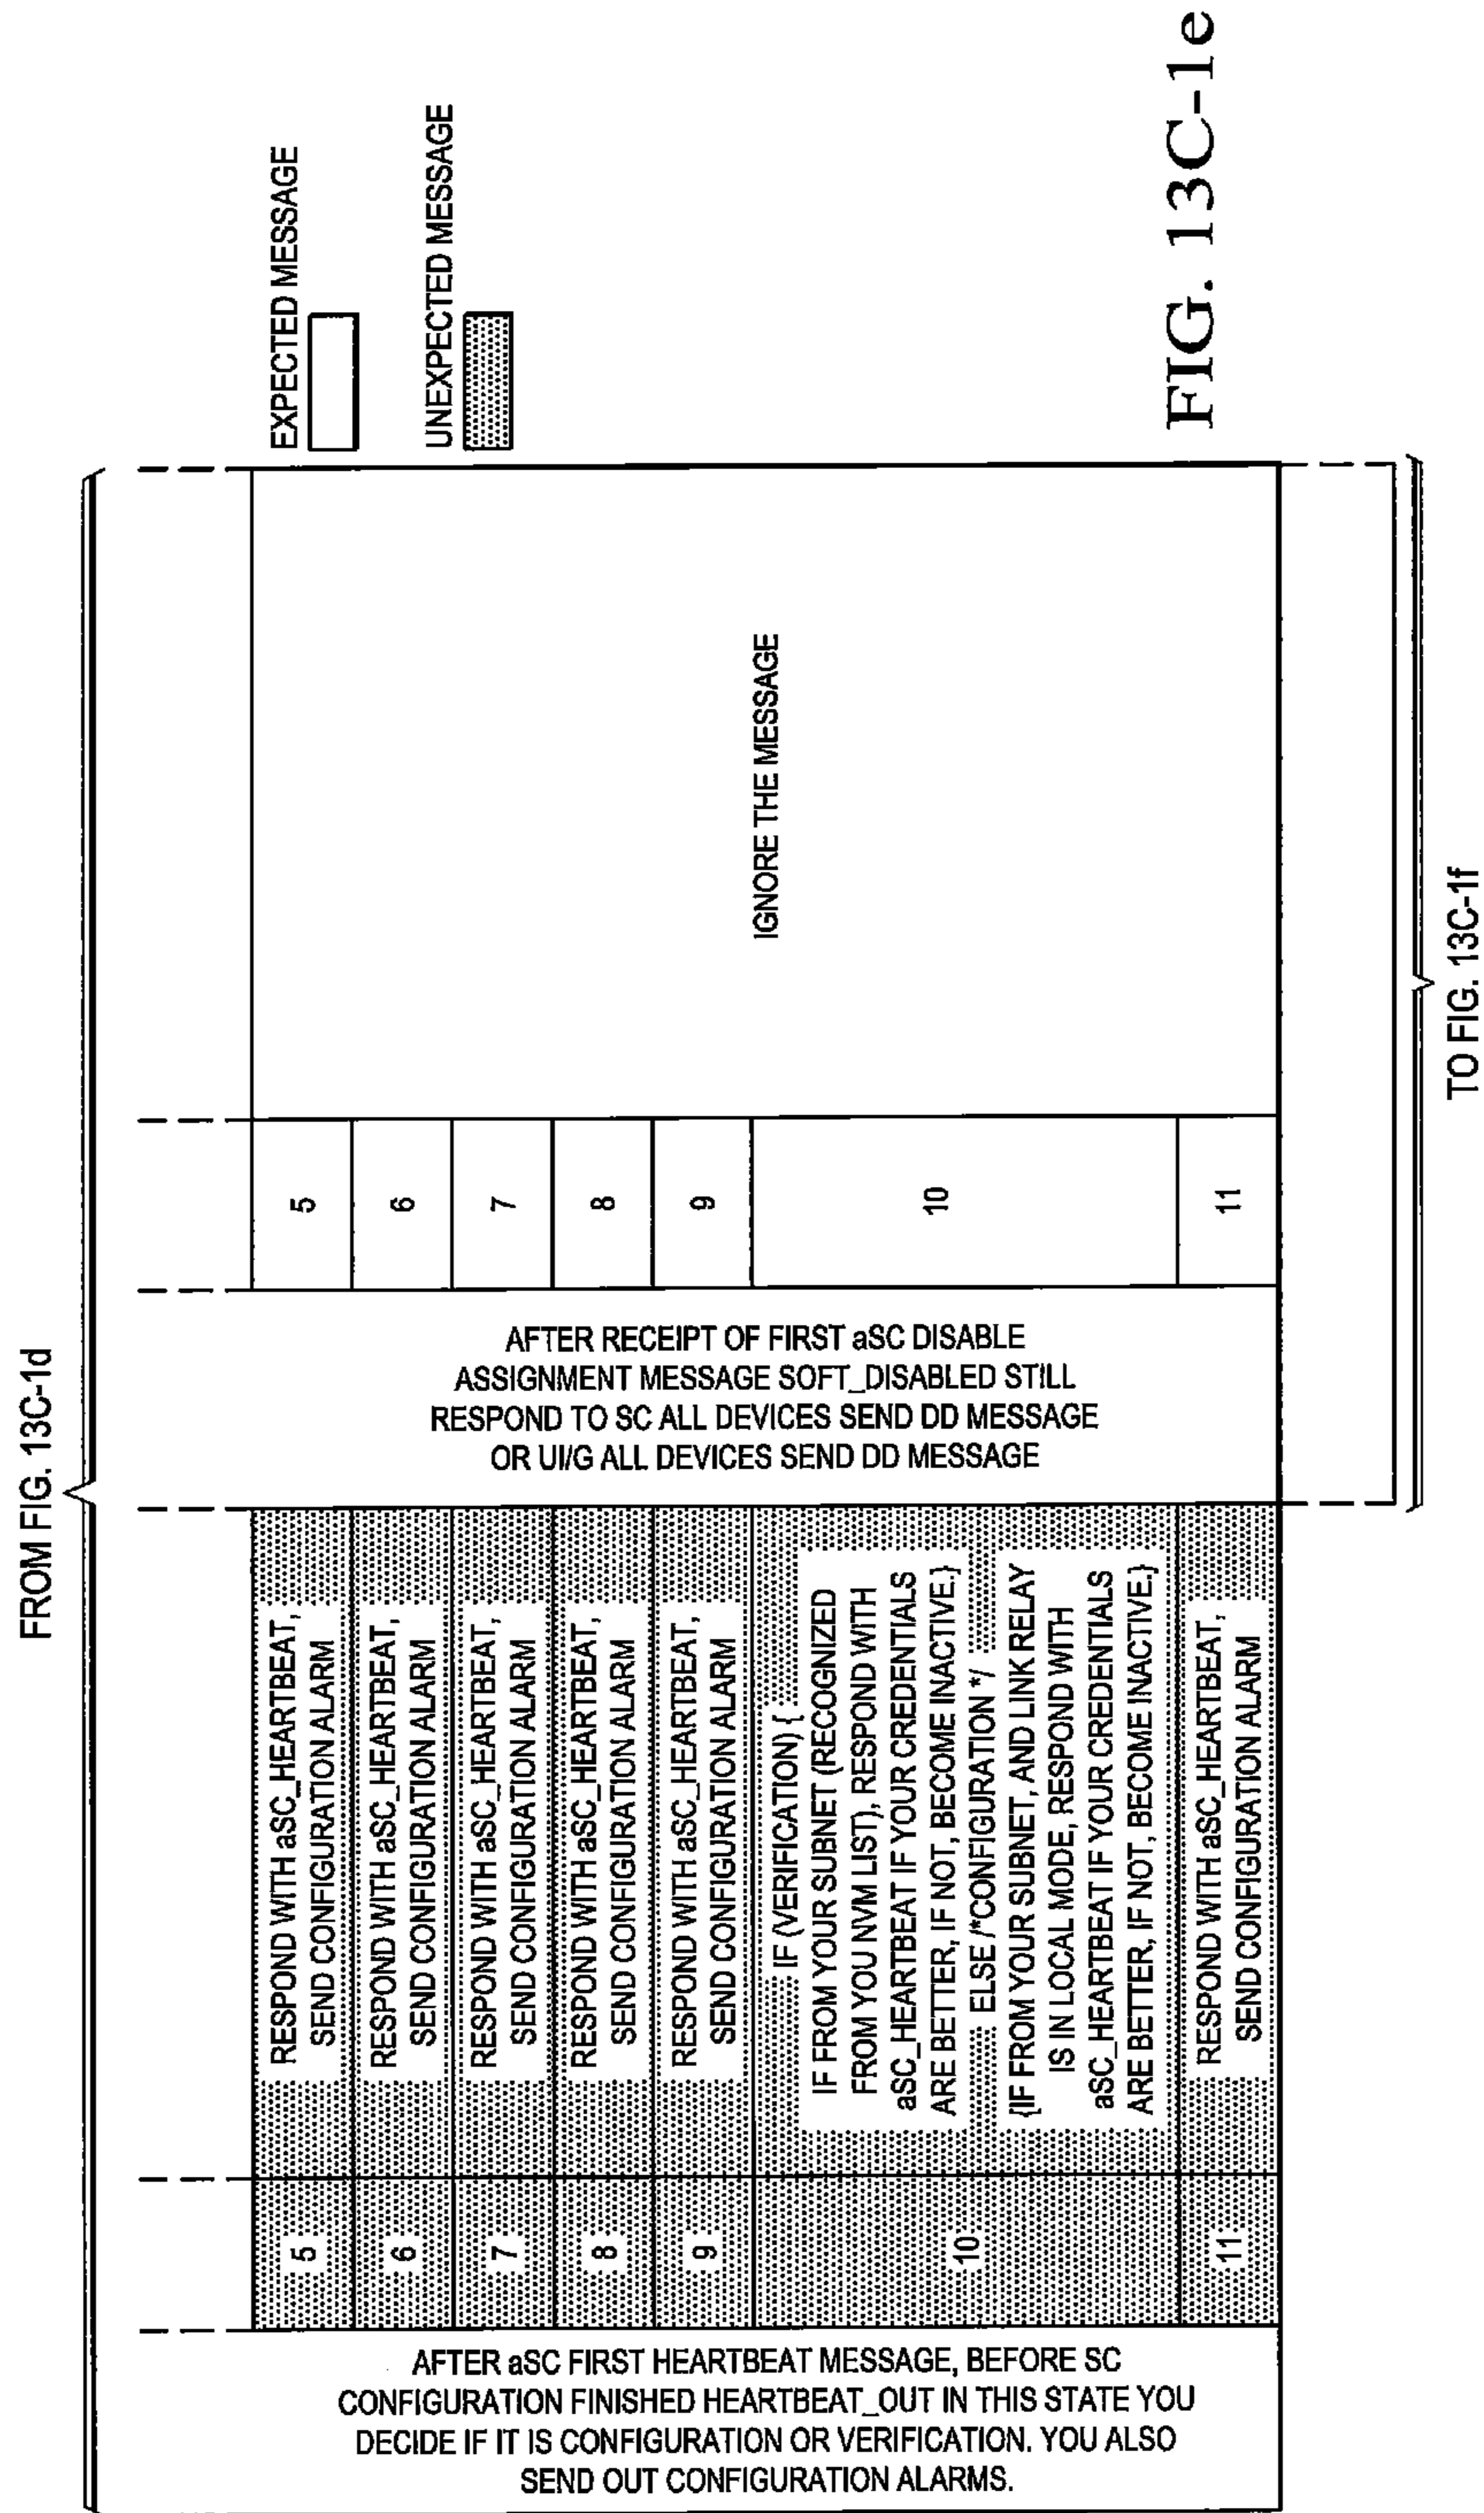 FROM FIG. 13C-1d
AFTER aSC FIRST HEARTBEAT MESSAGE, BEFORE SC
CONFIGURATION FINISHED HEARTBEAT_OUT IN THIS STATE YOU
DECIDE IF IT IS CONFIGURATION OR VERIFICATION. YOU ALSO
SEND OUT CONFIGURATION ALARMS.
5
RESPOND WITH aSC_HEARTBEAT,
SEND CONFIGURATION ALARM
6
RESPOND WITH aSC_HEARTBEAT,
SEND CONFIGURATION ALARM
7
RESPOND WITH aSC_HEARTBEAT,
SEND CONFIGURATION ALARM
8
RESPOND WITH aSC_HEARTBEAT,
SEND CONFIGURATION ALARM
9
RESPOND WITH aSC_HEARTBEAT,
SEND CONFIGURATION ALARM
10
IF (VERIFICATION) {
IF FROM YOUR SUBNET (RECOGNIZED
FROM YOU NVM LIST), RESPOND WITH
aSC_HEARTBEAT IF YOUR CREDENTIALS
ARE BETTER, IF NOT, BECOME INACTIVE.}
ELSE /*CONFIGURATION */
{IF FROM YOUR SUBNET, AND LINK RELAY
IS IN LOCAL MODE, RESPOND WITH
aSC_HEARTBEAT IF YOUR CREDENTIALS
ARE BETTER, IF NOT, BECOME INACTIVE.}
11
RESPOND WITH aSC_HEARTBEAT,
SEND CONFIGURATION ALARM
AFTER RECEIPT OF FIRST aSC DISABLE
ASSIGNMENT MESSAGE SOFT_DISABLED STILL
RESPOND TO SC ALL DEVICES SEND DD MESSAGE
OR UI/G ALL DEVICES SEND DD MESSAGE
5
6
7
8
9
10
11
IGNORE THE MESSAGE
EXPECTED MESSAGE
UNEXPECTED MESSAGE
TO FIG. 13C-1f
FIG. 13C-1e